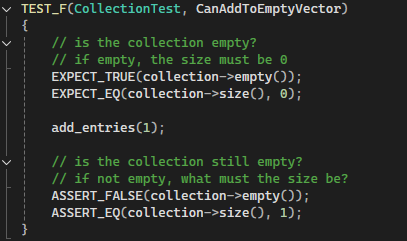 TEST_F(CollectionTest, CanAddToEmptyVector)
{
    // is the collection empty?
    // if empty, the size must be 0
    EXPECT_TRUE(collection->empty());
    EXPECT_EQ(collection->size(), 0);

    add_entries(1);

    // is the collection still empty?
    // if not empty, what must the size be?
    ASSERT_FALSE(collection->empty());
    ASSERT_EQ(collection->size(), 1);
}